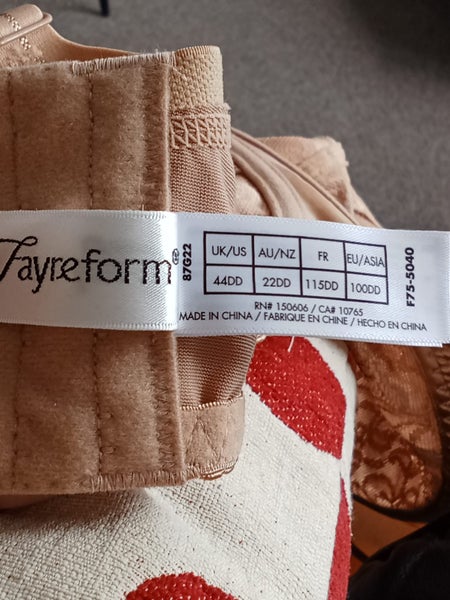 Fayreform®
87G22
UK/US AU/NZ FR EU/ASIA
44DD 22DD 115DD 100DD
RN# 150606 / CA# 10765
MADE IN CHINA / FABRIQUE EN CHINE / HECHO EN CHINA
F75-5040